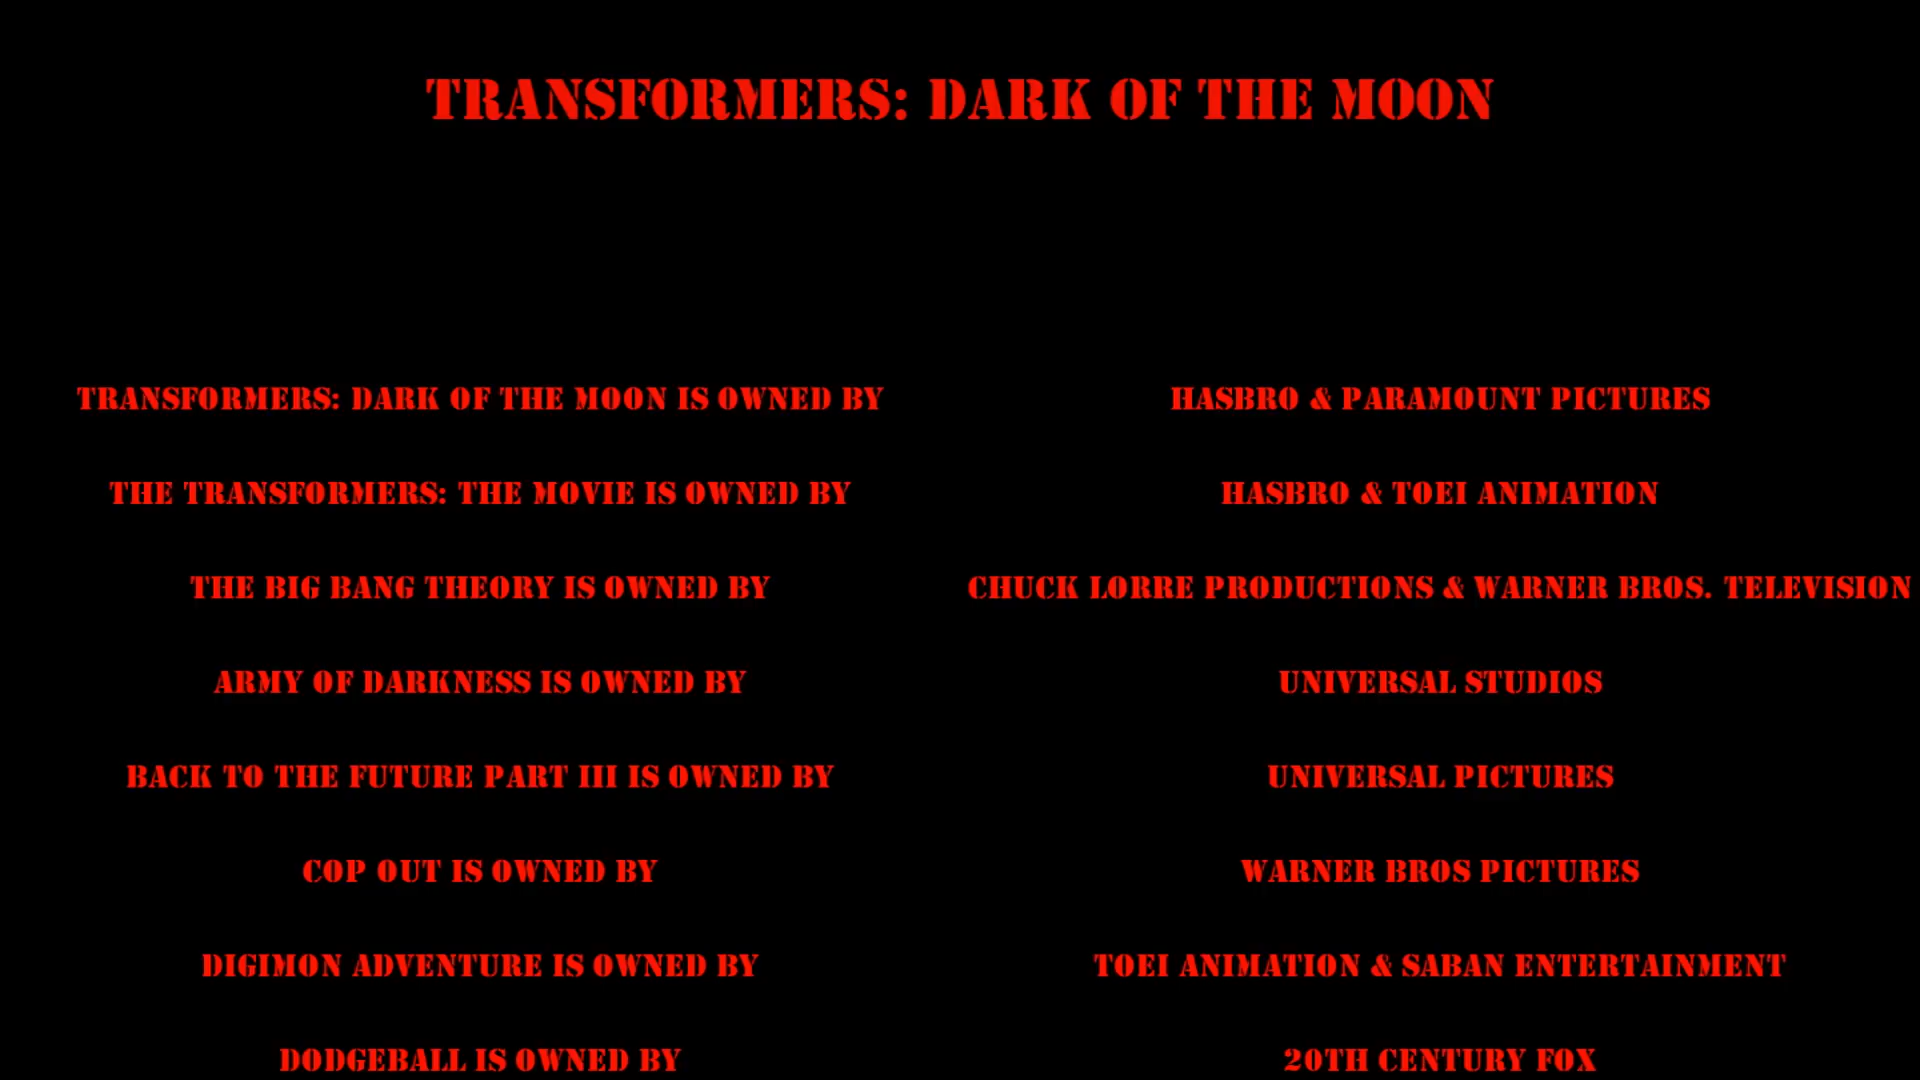 TRANSFORMERS: DARK OF THE MOON
TRANSFORMERS: DARK OF THE MOON IS OWNED BY HASBRO & PARAMOUNT PICTURES
THE TRANSFORMERS: THE MOVIE IS OWNED BY HASBRO & TOEI ANIMATION
THE BIG BANG THEORY IS OWNED BY CHUCK LORRE PRODUCTIONS & WARNER BROS. TELEVISION
ARMY OF DARKNESS IS OWNED BY UNIVERSAL STUDIOS
BACK TO THE FUTURE PART III IS OWNED BY UNIVERSAL PICTURES
COP OUT IS OWNED BY WARNER BROS PICTURES
DIGIMON ADVENTURE IS OWNED BY TOEI ANIMATION & SABAN ENTERTAINMENT
DODGEBALL IS OWNED BY 20TH CENTURY FOX